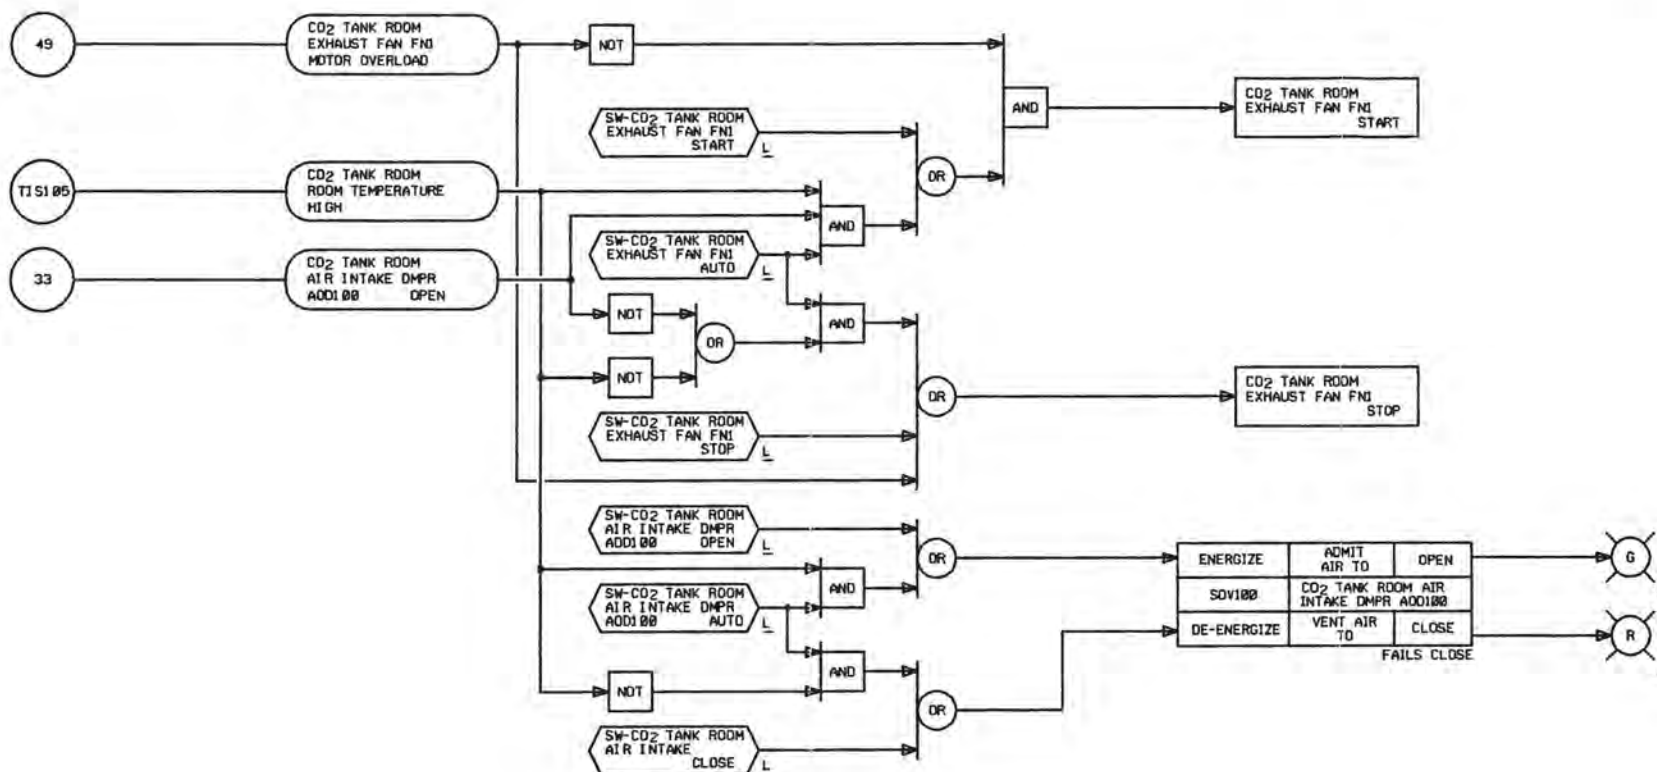 49
CO2 TANK ROOM
EXHAUST FAN FN1
MOTOR OVERLOAD
NOT
AND
CO2 TANK ROOM
EXHAUST FAN FN1
START
SW-CO2 TANK ROOM
EXHAUST FAN FN1
START
L
OR
TIS105
CO2 TANK ROOM
ROOM TEMPERATURE
HIGH
AND
SW-CO2 TANK ROOM
EXHAUST FAN FN1
AUTO
L
33
CO2 TANK ROOM
AIR INTAKE DMPR
AOD100 OPEN
NOT
OR
AND
NOT
OR
CO2 TANK ROOM
EXHAUST FAN FN1
STOP
SW-CO2 TANK ROOM
EXHAUST FAN FN1
STOP
L
SW-CO2 TANK ROOM
AIR INTAKE DMPR
AOD100 OPEN
L
OR
AND
SW-CO2 TANK ROOM
AIR INTAKE DMPR
AOD100 AUTO
L
ENERGIZE ADMIT AIR TO OPEN
G
SOV100 CO2 TANK ROOM AIR INTAKE DMPR AOD100
DE-ENERGIZE VENT AIR TO CLOSE
R
FAILS CLOSE
AND
NOT
OR
SW-CO2 TANK ROOM
AIR INTAKE
CLOSE
L